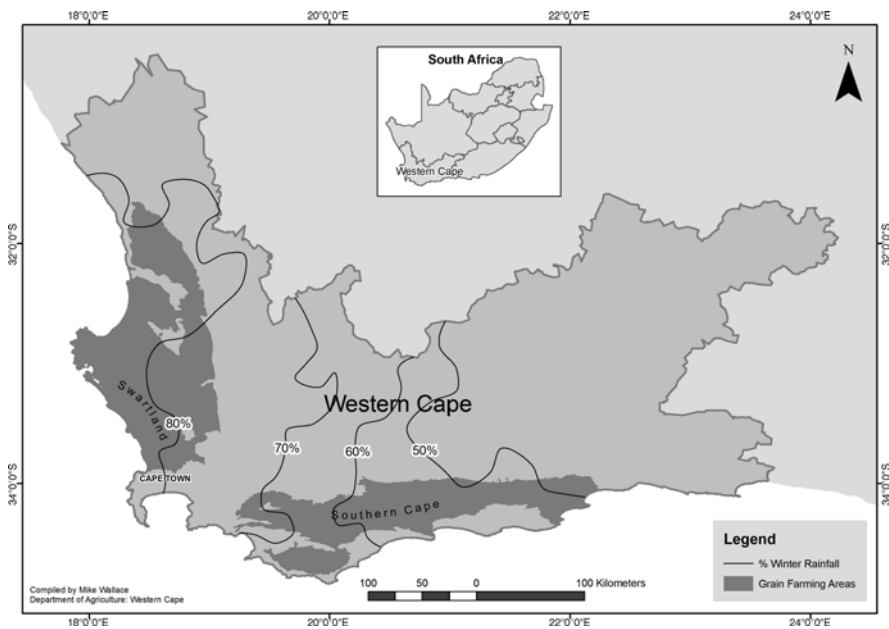 18°0'0"E 20°0'0"E 22°0'0"E 24°0'0"E
South Africa
N
Western Cape
32°0'0"S 32°0'0"S
Western Cape
Swartland
80% 70% 60% 50%
CAPE TOWN
34°0'0"S 34°0'0"S
Southern Cape
Legend
% Winter Rainfall
Grain Farming Areas
Compiled by Mike Wallace
Department of Agriculture: Western Cape
100 50 0 100 Kilometers
18°0'0"E 20°0'0"E 22°0'0"E 24°0'0"E